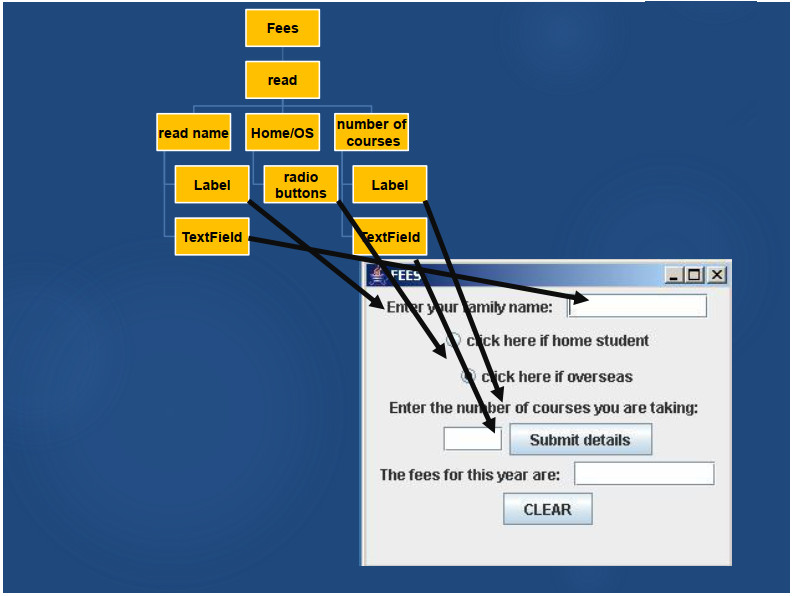 Fees
read
read name
Home/OS
number of
courses
Label
radio
buttons
Label
TextField
TextField
FEES
Enter your family name:
click here if home student
click here if overseas
Enter the number of courses you are taking:
Submit details
The fees for this year are:
CLEAR